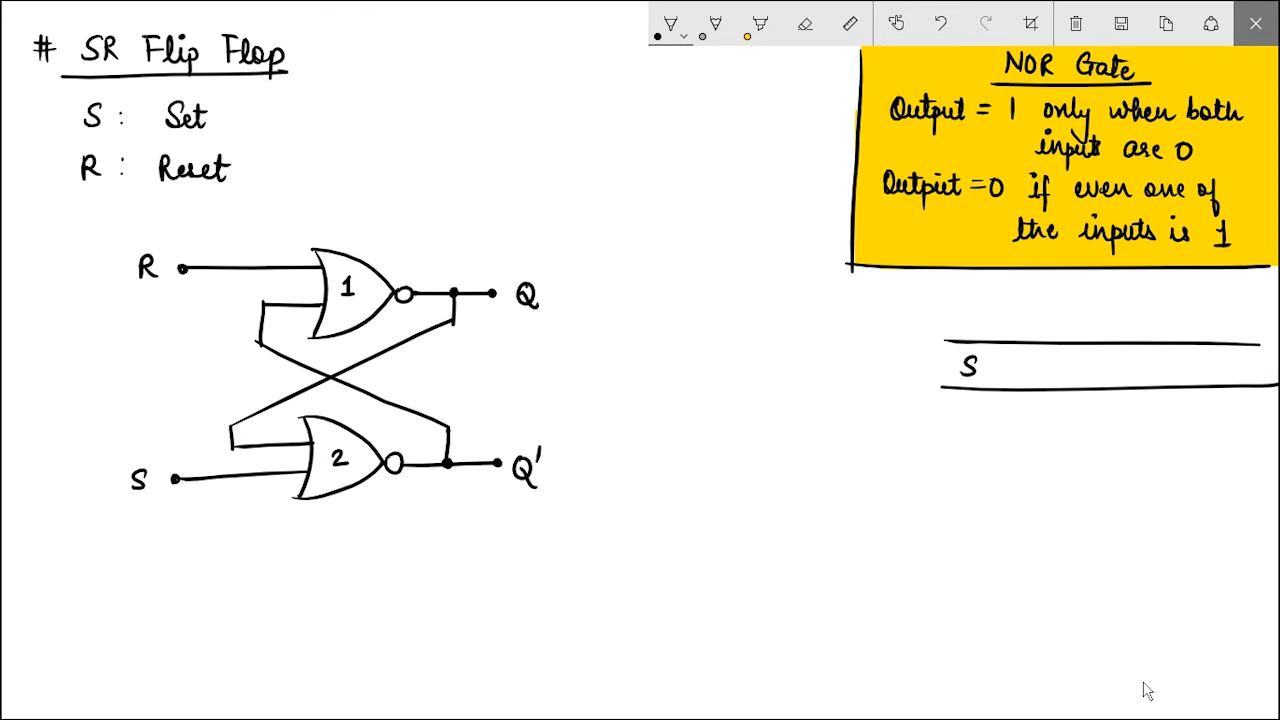 # SR Flip Flop
S : Set
R : Reset
NOR Gate
Output = 1 only when both
inputs are 0
Output = 0 if even one of
the inputs is 1
R
1
Q
S
2
Q'
S